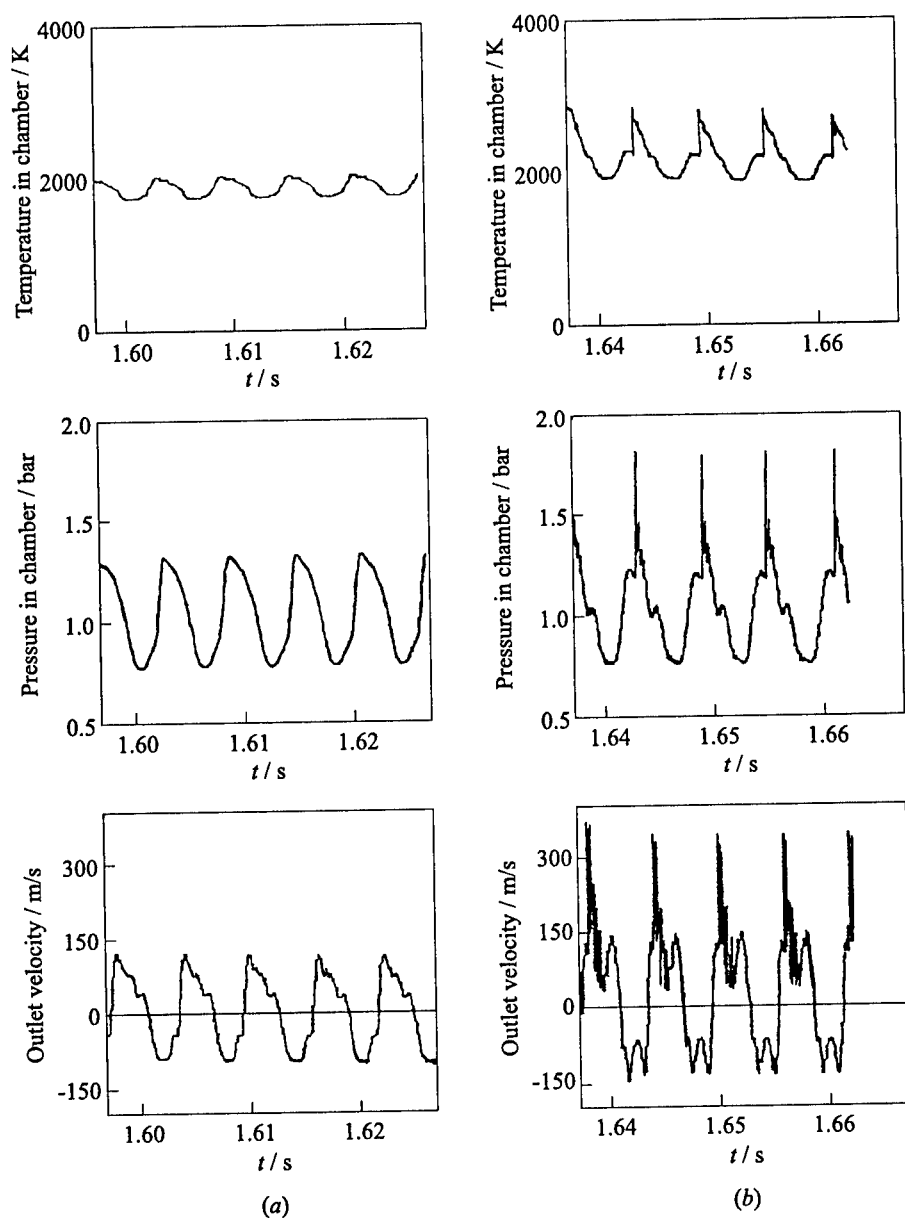 4000
2000
0
Temperature in chamber / K
1.60
1.61
1.62
t / s
4000
2000
0
Temperature in chamber / K
1.64
1.65
1.66
t / s
2.0
1.5
1.0
0.5
Pressure in chamber / bar
1.60
1.61
1.62
t / s
2.0
1.5
1.0
0.5
Pressure in chamber / bar
1.64
1.65
1.66
t / s
300
150
0
-150
Outlet velocity / m/s
1.60
1.61
1.62
t / s
(a)
300
150
0
-150
Outlet velocity / m/s
1.64
1.65
1.66
t / s
(b)